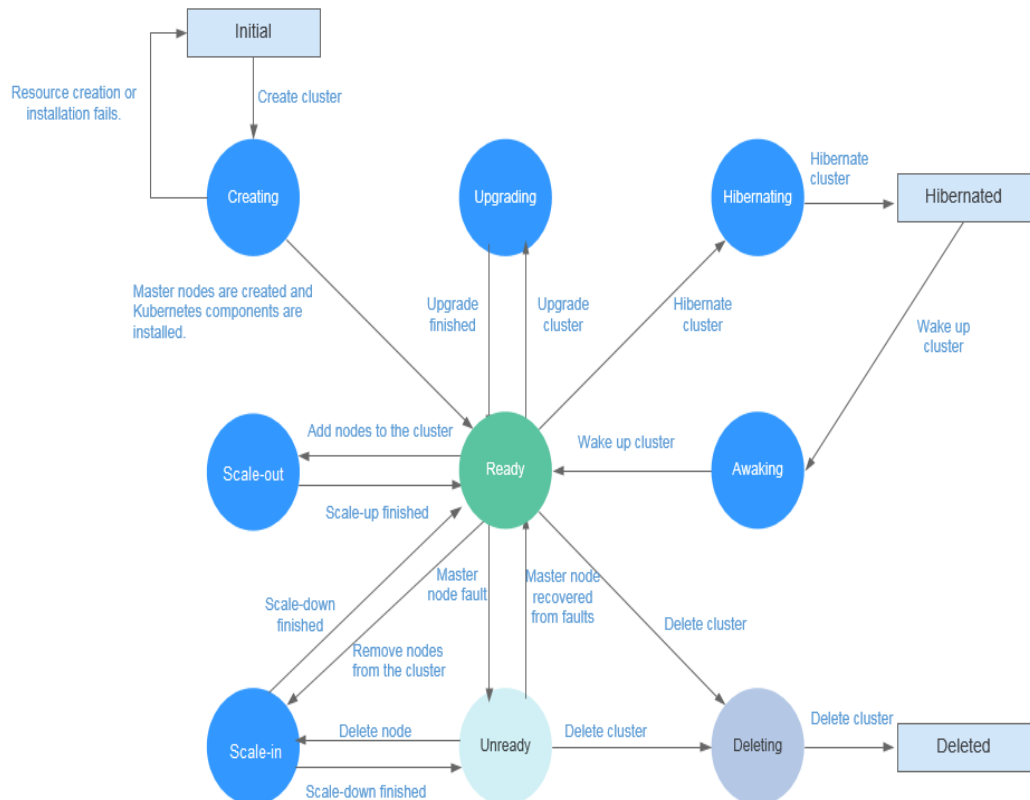 Initial
Resource creation or
installation fails.
Create cluster
Creating
Upgrading
Hibernating
Hibernate
cluster
Hibernated
Master nodes are created and
Kubernetes components are
installed.
Upgrade
finished
Upgrade
cluster
Hibernate
cluster
Wake up
cluster
Add nodes to the cluster
Wake up cluster
Scale-out
Ready
Awaking
Scale-up finished
Scale-down
finished
Master
node fault
Master node
recovered
from faults
Remove nodes
from the cluster
Delete cluster
Delete node
Delete cluster
Delete cluster
Scale-in
Unready
Deleting
Deleted
Scale-down finished